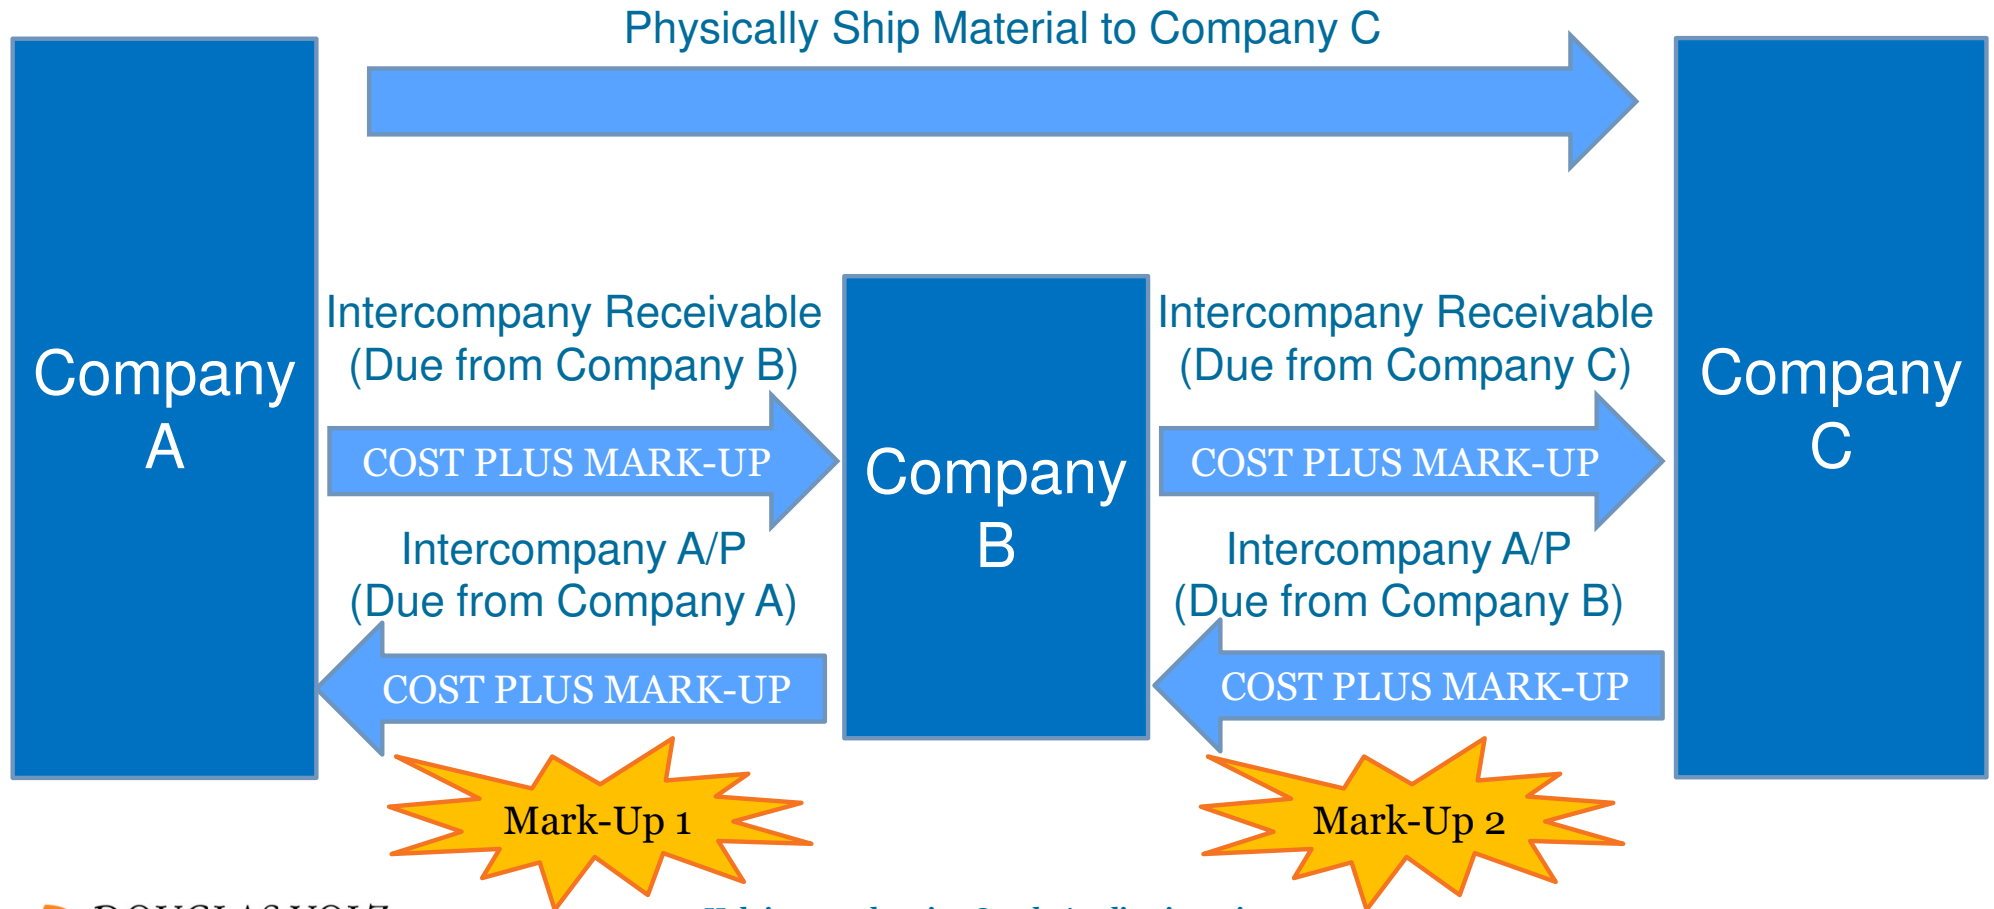 Physically Ship Material to Company C
Company
A
Intercompany Receivable
(Due from Company B)
COST PLUS MARK-UP
Intercompany A/P
(Due from Company A)
COST PLUS MARK-UP
Mark-Up 1
Company
B
Intercompany Receivable
(Due from Company C)
COST PLUS MARK-UP
Intercompany A/P
(Due from Company B)
COST PLUS MARK-UP
Mark-Up 2
Company
C
DOUGLAS VOLZ